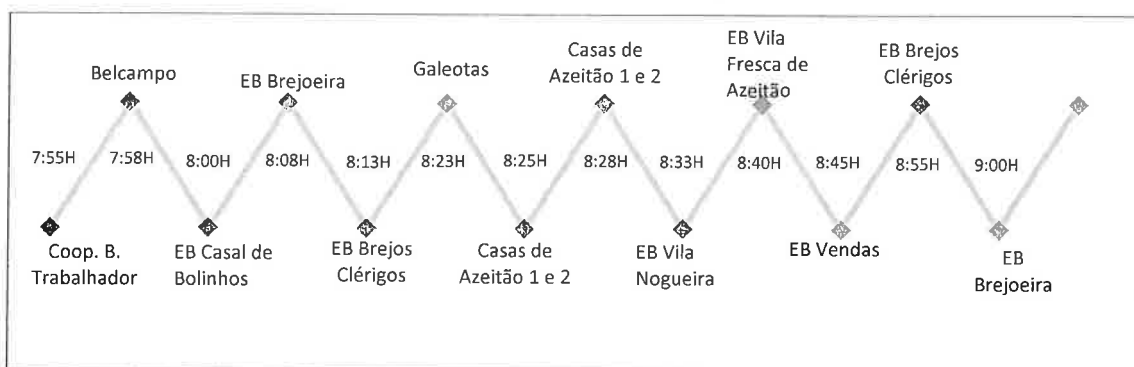 Belcampo
EB Brejoeira
Galeotas
Casas de
Azeitão 1 e 2
EB Vila
Fresca de
Azeitão
EB Brejos
Clérigos
7:55H
7:58H
8:00H
8:08H
8:13H
8:23H
8:25H
8:28H
8:33H
8:40H
8:45H
8:55H
9:00H
Coop. B.
Trabalhador
EB Casal de
Bolinhos
EB Brejos
Clérigos
Casas de
Azeitão 1 e 2
EB Vila
Nogueira
EB Vendas
EB
Brejoeira